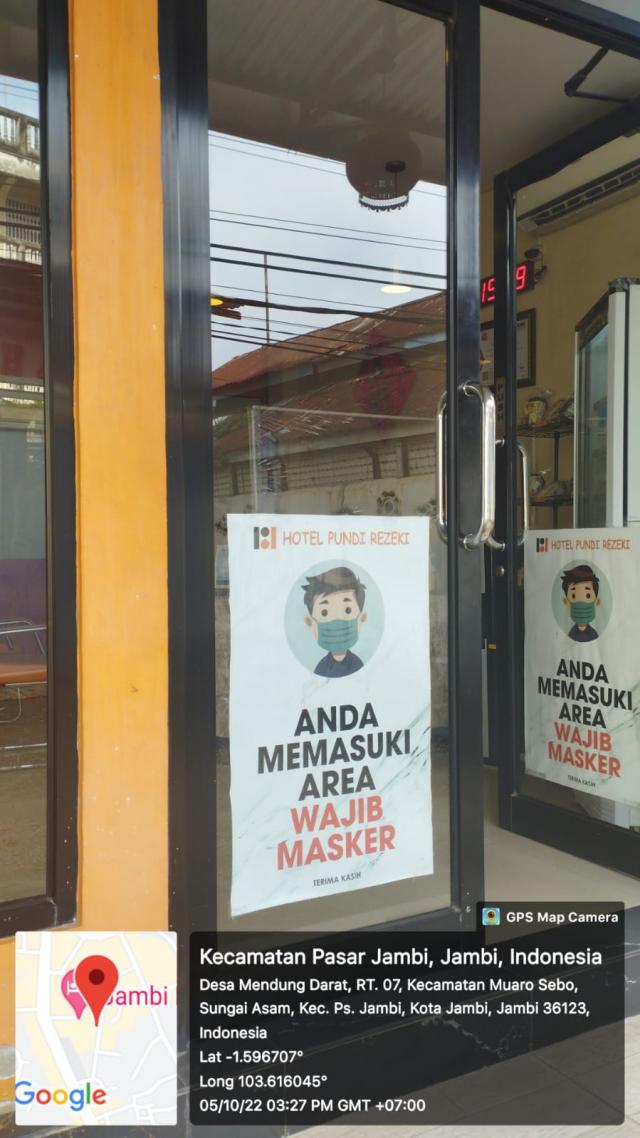 HOTEL PUNDI REZEKI
ANDA
MEMASUKI
AREA
WAJIB
MASKER
TERIMA KASIH
HOTEL PUNDI REZEKI
ANDA
MEMASUKI
AREA
WAJIB
MASKER
TERIMA KASIH
GPS Map Camera
Kecamatan Pasar Jambi, Jambi, Indonesia
Desa Mendung Darat, RT. 07, Kecamatan Muaro Sebo,
Sungai Asam, Kec. Ps. Jambi, Kota Jambi, Jambi 36123,
Indonesia
Lat -1.596707°
Long 103.616045°
05/10/22 03:27 PM GMT +07:00
Jambi
Google